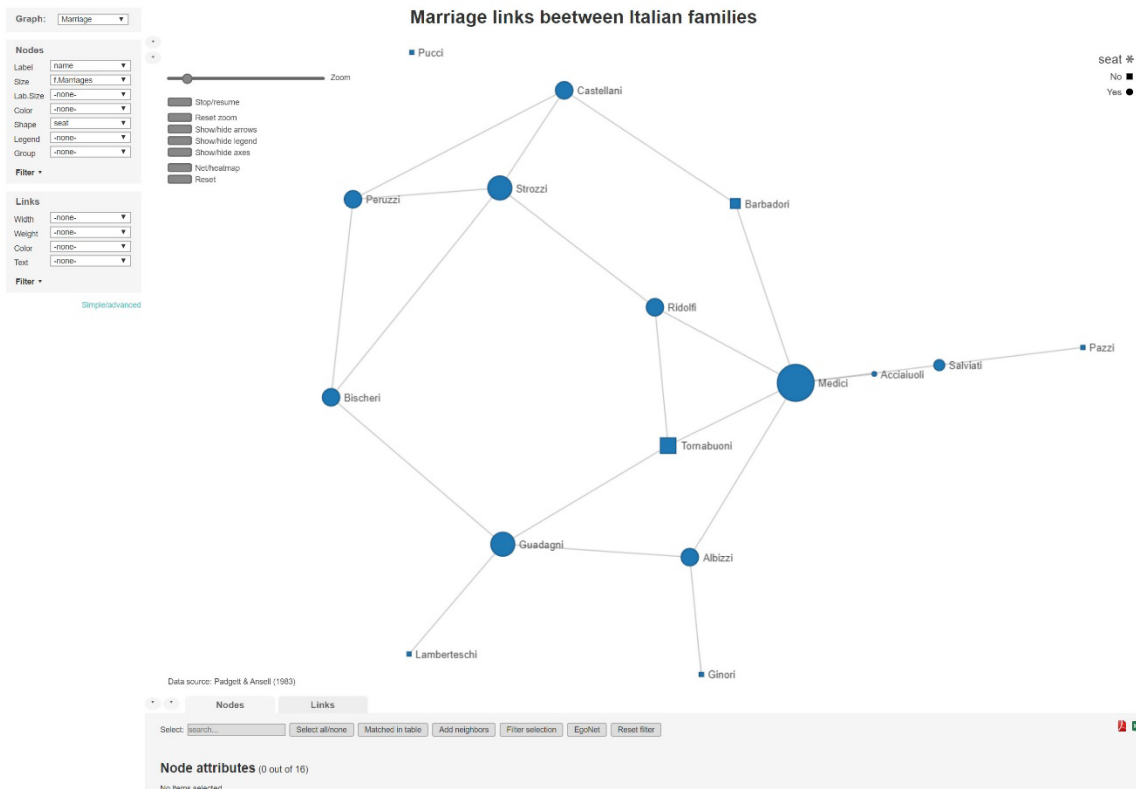 Marriage links beetween Italian families
Graph: Marriage ▼
Nodes
Label name ▼
Size f.Marriages ▼
Lab.Size -none- ▼
Color -none- ▼
Shape seat ▼
Legend -none- ▼
Group -none- ▼
Filter ▾
Links
Width -none- ▼
Weight -none- ▼
Color -none- ▼
Text -none- ▼
Filter ▾
Simple/advanced
Zoom
Stop/resume
Reset zoom
Show/hide arrows
Show/hide legend
Show/hide axes
Net/heatmap
Reset
seat
No
Yes
Pucci
Castellani
Strozzi
Peruzzi
Barbadori
Ridolfi
Pazzi
Salviati
Acciaiuoli
Medici
Bischeri
Tornabuoni
Guadagni
Albizzi
Lamberteschi
Ginori
Data source: Padgett & Ansell (1983)
Nodes Links
Select: search... Select all/none Matched in table Add neighbors Filter selection EgoNet Reset filter
Node attributes (0 out of 16)
No items selected